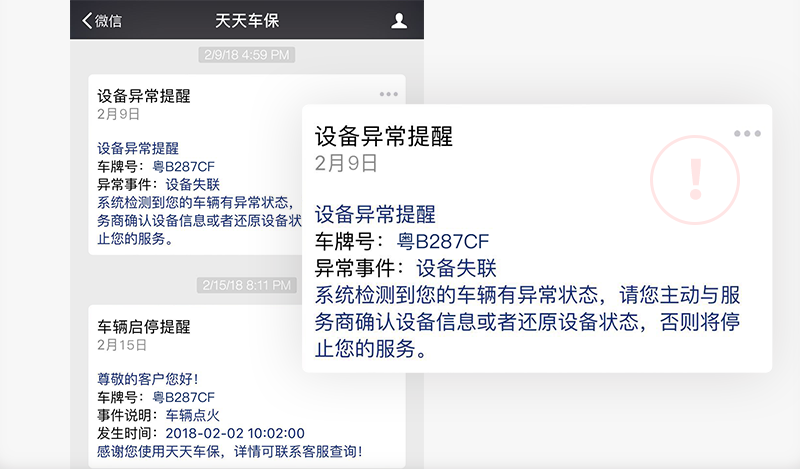 微信
天天车保
2/9/18 4:59 PM
设备异常提醒
2月9日
设备异常提醒
车牌号：粤B287CF
异常事件：设备失联
系统检测到您的车辆有异常状态，
务商确认设备信息或者还原设备状
止您的服务。
设备异常提醒
2月9日
设备异常提醒
车牌号：粤B287CF
异常事件：设备失联
系统检测到您的车辆有异常状态，请您主动与服
务商确认设备信息或者还原设备状态，否则将停
止您的服务。
2/15/18 8:11 PM
车辆启停提醒
2月15日
尊敬的客户您好！
车牌号：粤B287CF
事件说明：车辆点火
发生时间：2018-02-02 10:02:00
感谢您使用天天车保，详情可联系客服查询！